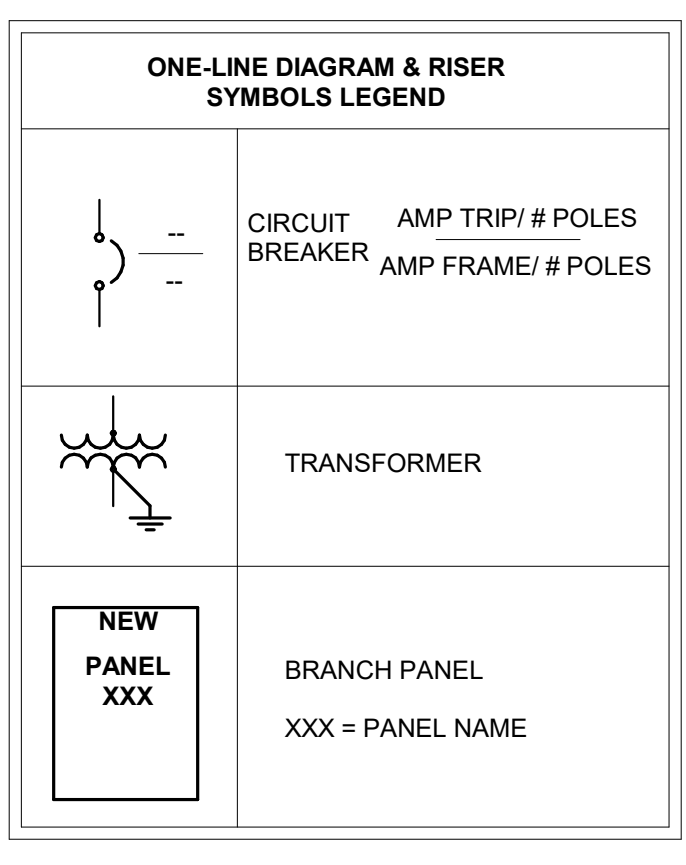 ONE-LINE DIAGRAM & RISER
SYMBOLS LEGEND
--
--
CIRCUIT
BREAKER
AMP TRIP/ # POLES
AMP FRAME/ # POLES
TRANSFORMER
NEW
PANEL
XXX
BRANCH PANEL
XXX = PANEL NAME